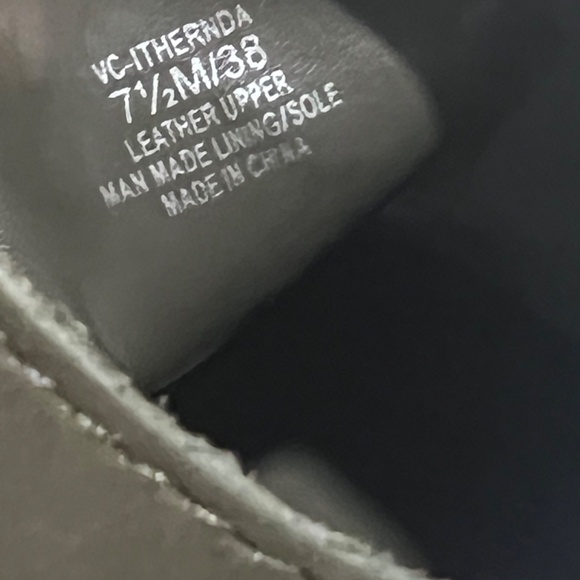 VC-ITHERNDA
7½M/38
LEATHER UPPER
MAN MADE LINING/SOLE
MADE IN CHINA